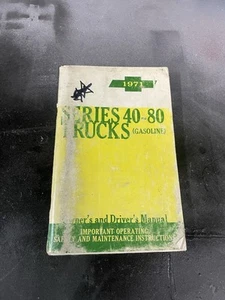 1971
SERIES 40-80
TRUCKS (GASOLINE)
Owner's and Driver's Manual
IMPORTANT OPERATING,
SAFETY AND MAINTENANCE INSTRUCTIONS